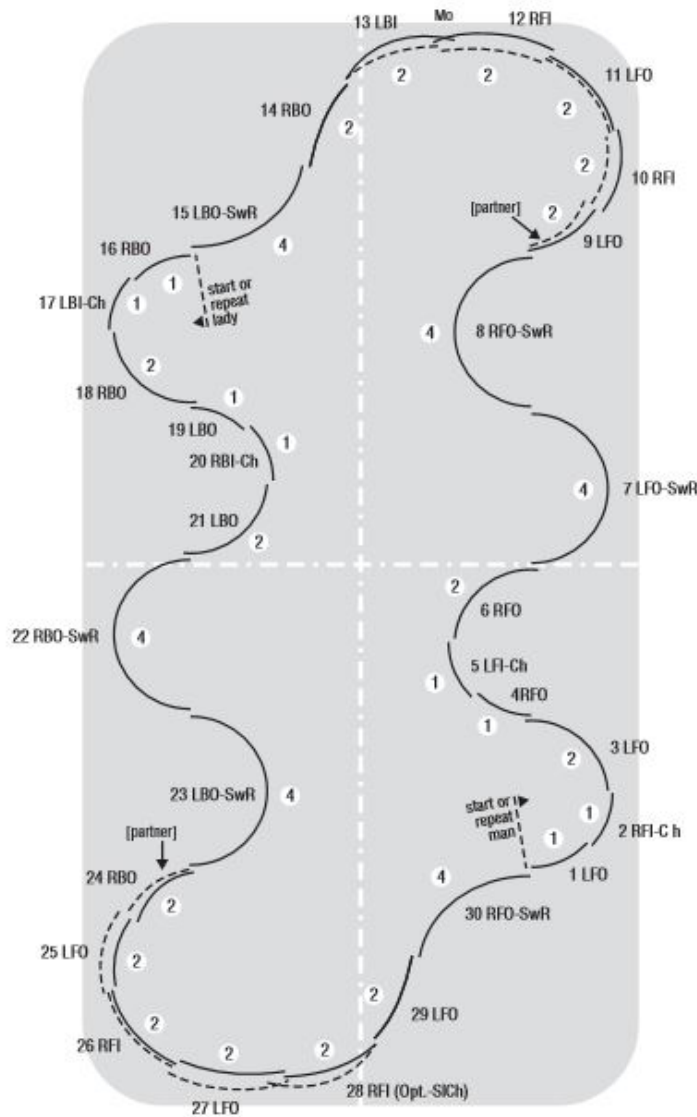 13 LBI
Mo
12 RFI
11 LFO
2
2
2
14 RBO
2
2
10 RFI
[partner]
2
9 LFO
15 LBO-SwR
4
16 RBO
1
start or
repeat
lady
17 LBI-Ch
1
4
8 RFO-SwR
2
18 RBO
1
19 LBO
1
20 RBI-Ch
4
7 LFO-SwR
21 LBO
2
2
6 RFO
22 RBO-SwR
4
5 LFI-Ch
1
4RFO
1
3 LFO
2
23 LBO-SwR
4
start or
repeat
man
1
2 RFI-C h
1
[partner]
1 LFO
24 RBO
4
30 RFO-SwR
2
25 LFO
2
2
29 LFO
2
26 RFI
2
2
28 RFI (Opt.-SlCh)
27 LFO